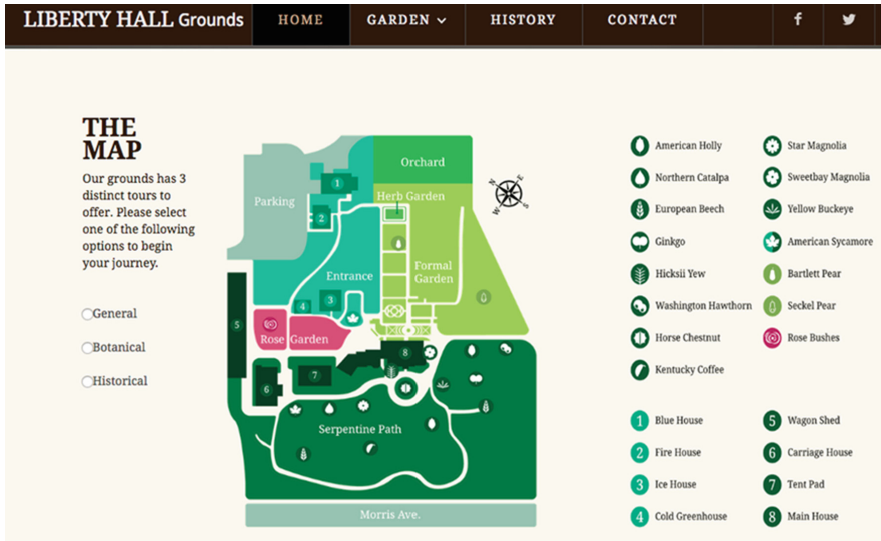 LIBERTY HALL Grounds
HOME
GARDEN
HISTORY
CONTACT
THE
MAP
Our grounds has 3
distinct tours to
offer. Please select
one of the following
options to begin
your journey.
General
Botanical
Historical
Orchard
Parking
1
Herb Garden
2
N
E
W
S
Entrance
Formal
Garden
4
3
5
Rose Garden
8
6
7
Serpentine Path
Morris Ave.
American Holly
Northern Catalpa
European Beech
Ginkgo
Hicksii Yew
Washington Hawthorn
Horse Chestnut
Kentucky Coffee
Star Magnolia
Sweetbay Magnolia
Yellow Buckeye
American Sycamore
Bartlett Pear
Seckel Pear
Rose Bushes
1 Blue House
2 Fire House
3 Ice House
4 Cold Greenhouse
5 Wagon Shed
6 Carriage House
7 Tent Pad
8 Main House